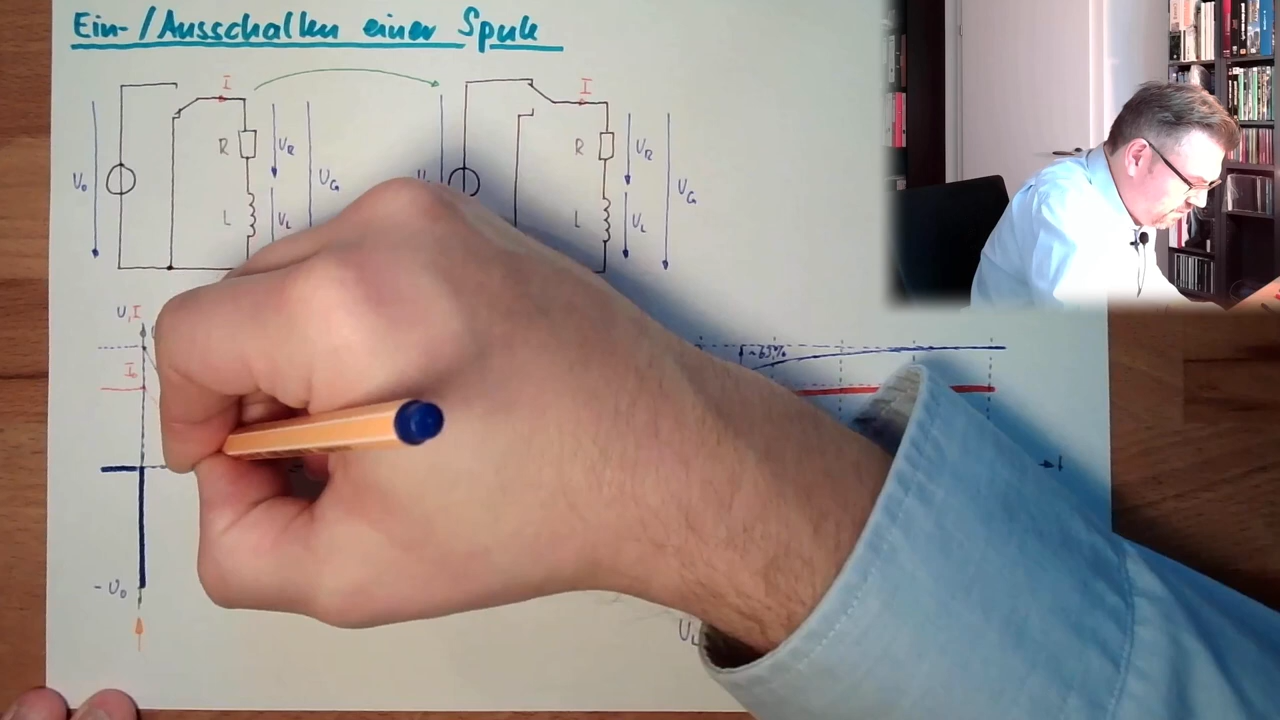 Ein-/Ausschalten einer Spule
I
I
R
U_R
R
U_R
U_0
U_G
U_G
L
U_L
L
U_L
U, I
~63%
I_0
-U_0
U_L